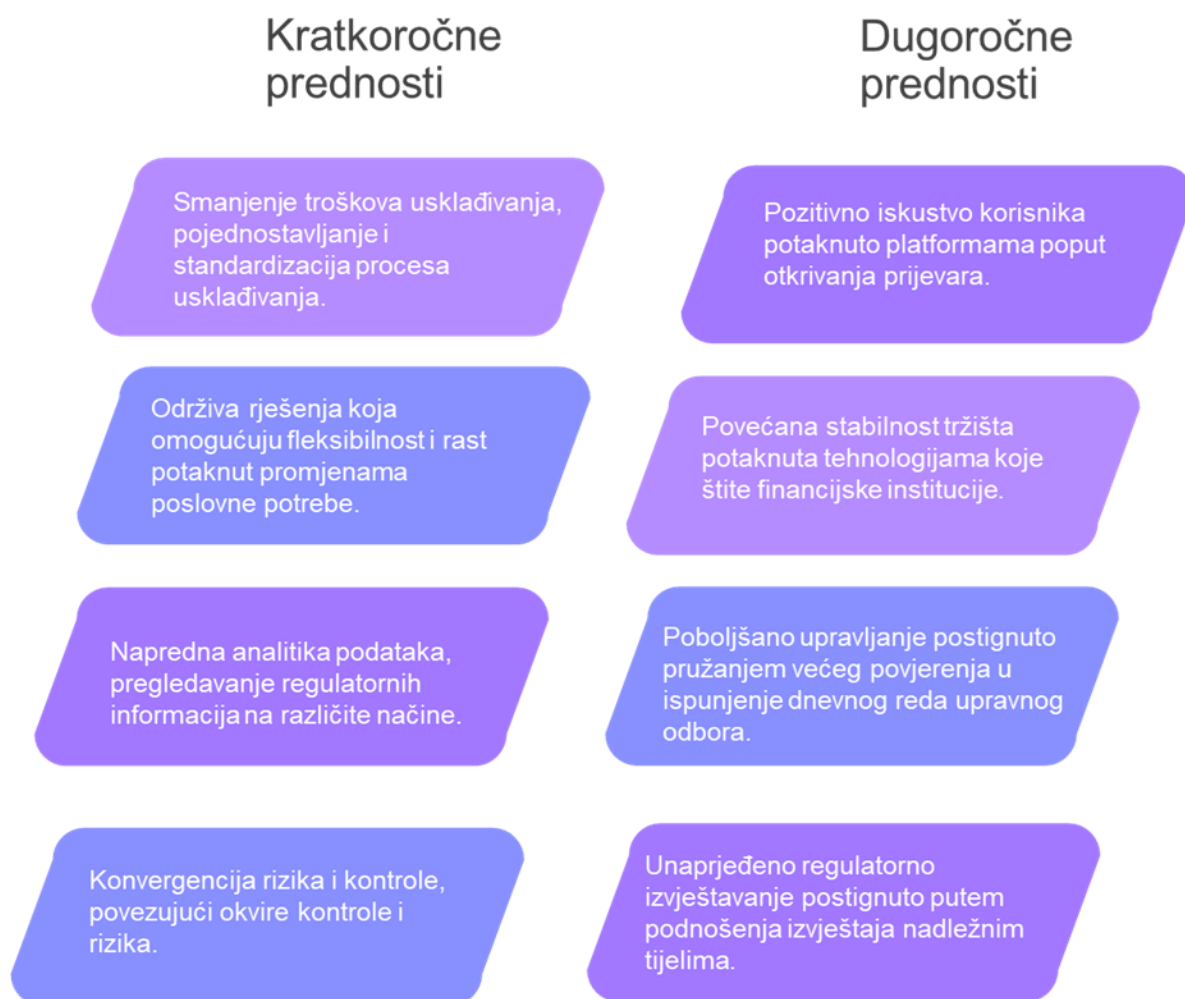 Kratkoročne
prednosti
Smanjenje troškova usklađivanja,
pojednostavljanje i
standardizacija procesa
usklađivanja.
Održiva rješenja koja
omogućuju fleksibilnost i rast
potaknut promjenama
poslovne potrebe.
Napredna analitika podataka,
pregledavanje regulatornih
informacija na različite načine.
Konvergencija rizika i kontrole,
povezujući okvire kontrole i
rizika.
Dugoročne
prednosti
Pozitivno iskustvo korisnika
potaknuto platformama poput
otkrivanja prijevara.
Povećana stabilnost tržišta
potaknuta tehnologijama koje
štite financijske institucije.
Poboljšano upravljanje postignuto
pružanjem većeg povjerenja u
ispunjenje dnevnog reda upravnog
odbora.
Unaprjeđeno regulatorno
izvještavanje postignuto putem
podnošenja izvještaja nadležnim
tijelima.